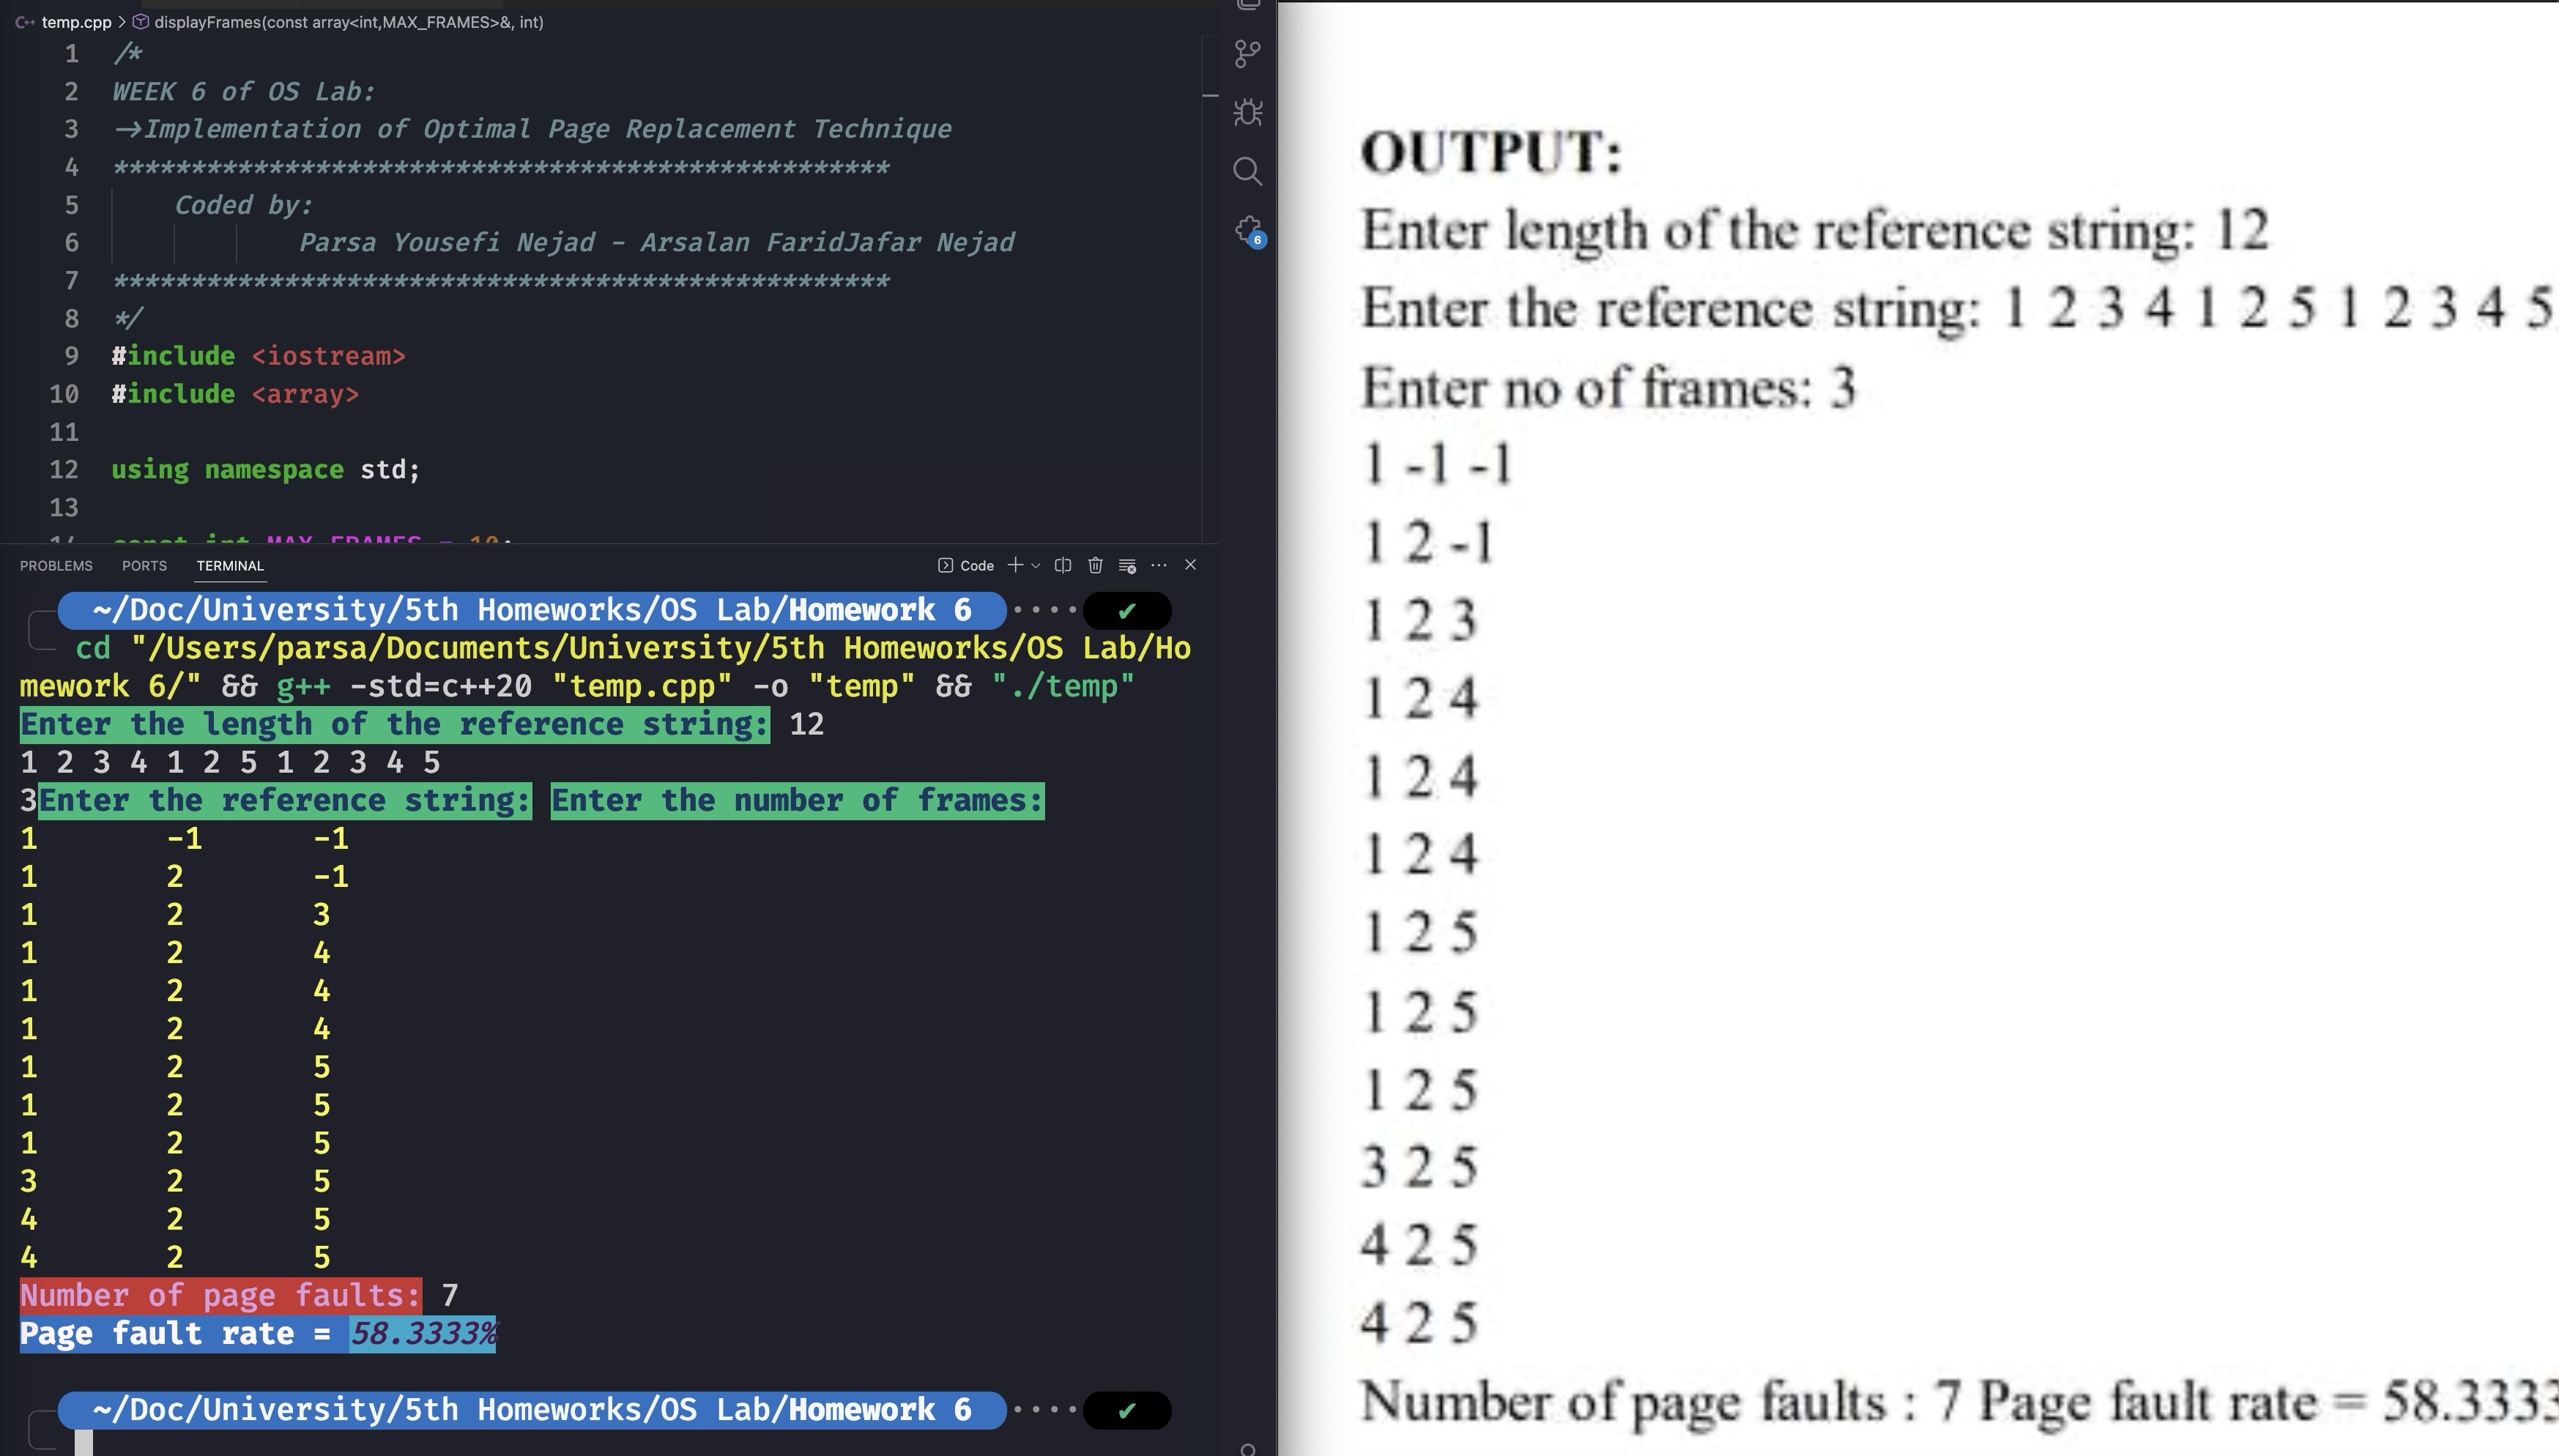 C++ temp.cpp > displayFrames(const array<int,MAX_FRAMES>&, int)
1 /*
2 WEEK 6 of OS Lab:
3 →Implementation of Optimal Page Replacement Technique
4 **************************************************
5 Coded by:
6 Parsa Yousefi Nejad - Arsalan FaridJafar Nejad
7 **************************************************
8 */
9 #include <iostream>
10 #include <array>
11
12 using namespace std;
13
14 const int MAX_FRAMES = 10;
PROBLEMS PORTS TERMINAL Code
~/Doc/University/5th Homeworks/OS Lab/Homework 6 ···· ✔
cd "/Users/parsa/Documents/University/5th Homeworks/OS Lab/Ho
mework 6/" && g++ -std=c++20 "temp.cpp" -o "temp" && "./temp"
Enter the length of the reference string: 12
1 2 3 4 1 2 5 1 2 3 4 5
3Enter the reference string: Enter the number of frames:
1 -1 -1
1 2 -1
1 2 3
1 2 4
1 2 4
1 2 4
1 2 5
1 2 5
1 2 5
3 2 5
4 2 5
4 2 5
Number of page faults: 7
Page fault rate = 58.3333%
~/Doc/University/5th Homeworks/OS Lab/Homework 6 ···· ✔
6
OUTPUT:
Enter length of the reference string: 12
Enter the reference string: 1 2 3 4 1 2 5 1 2 3 4 5
Enter no of frames: 3
1 -1 -1
1 2 -1
1 2 3
1 2 4
1 2 4
1 2 4
1 2 5
1 2 5
1 2 5
3 2 5
4 2 5
4 2 5
Number of page faults : 7 Page fault rate = 58.3333